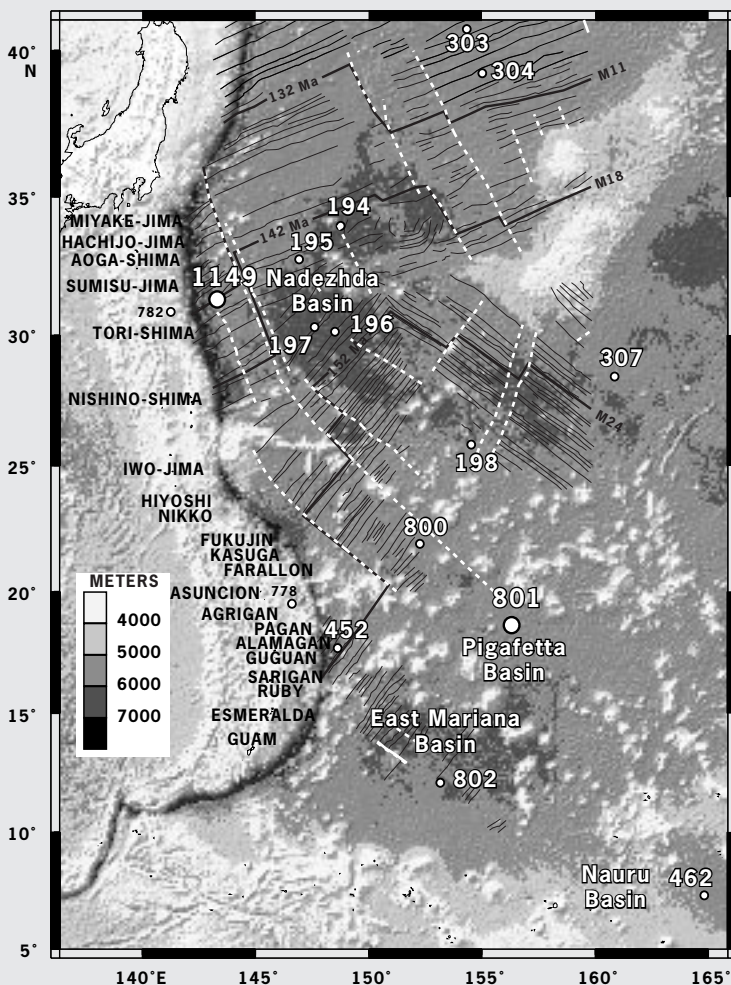 40°
N
303
304
132 Ma
M11
35°
M18
MIYAKE-JIMA
194
142 Ma
HACHIJO-JIMA
195
AOGA-SHIMA
1149
Nadezhda
Basin
SUMISU-JIMA
782
30°
TORI-SHIMA
197
196
307
NISHINO-SHIMA
M24
198
25°
IWO-JIMA
HIYOSHI
NIKKO
800
FUKUJIN
KASUGA
FARALLON
METERS
4000
5000
6000
7000
20°
ASUNCION
778
801
AGRIGAN
PAGAN
452
ALAMAGAN
Pigafetta
Basin
GUGUAN
SARIGAN
RUBY
15°
ESMERALDA
East Mariana
Basin
GUAM
802
10°
Nauru
Basin
462
5°
140°E
145°
150°
155°
160°
165°